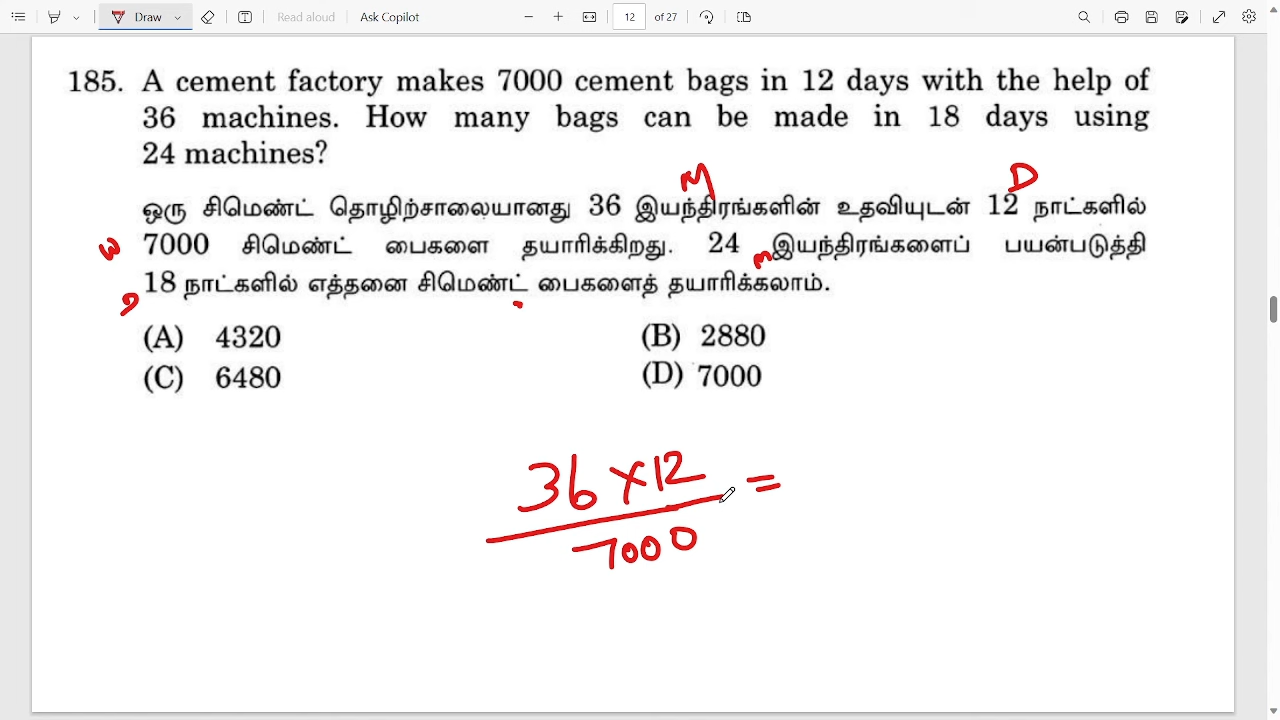 Draw Read aloud Ask Copilot 12 of 27
185. A cement factory makes 7000 cement bags in 12 days with the help of
36 machines. How many bags can be made in 18 days using
24 machines?
M D
ஒரு சிமெண்ட் தொழிற்சாலையானது 36 இயந்திரங்களின் உதவியுடன் 12 நாட்களில்
w 7000 சிமெண்ட் பைகளை தயாரிக்கிறது. 24 m இயந்திரங்களைப் பயன்படுத்தி
D 18 நாட்களில் எத்தனை சிமெண்ட் பைகளைத் தயாரிக்கலாம்.
(A) 4320 (B) 2880
(C) 6480 (D) 7000
36 × 12 =
7000